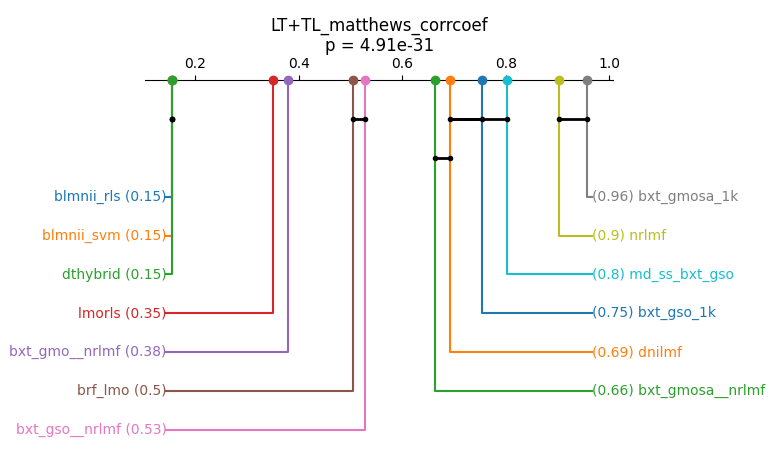 LT+TL_matthews_corrcoef
p = 4.91e-31
0.2 0.4 0.6 0.8 1.0
blmnii_rls (0.15)
blmnii_svm (0.15)
dthybrid (0.15)
lmorls (0.35)
bxt_gmo__nrlmf (0.38)
brf_lmo (0.5)
bxt_gso__nrlmf (0.53)
(0.96) bxt_gmosa_1k
(0.9) nrlmf
(0.8) md_ss_bxt_gso
(0.75) bxt_gso_1k
(0.69) dnilmf
(0.66) bxt_gmosa__nrlmf